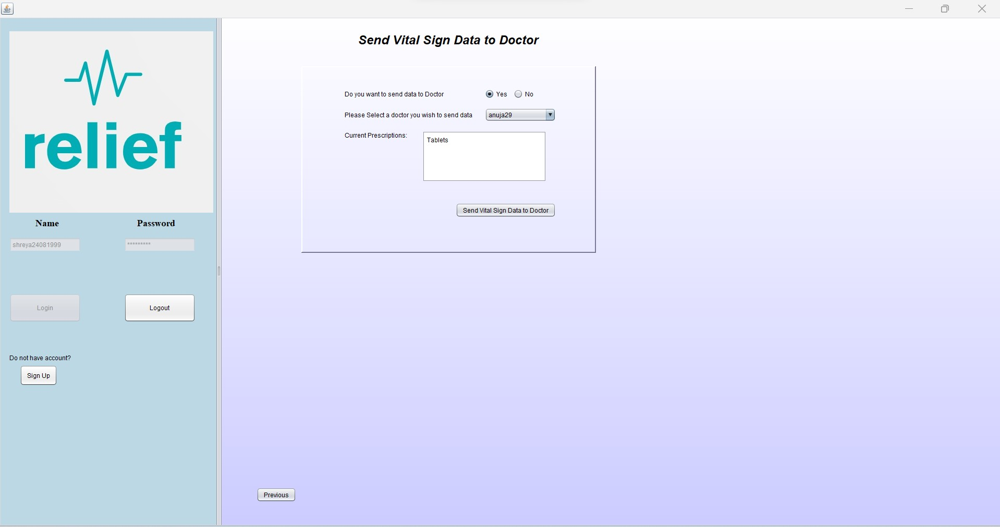 relief
Name
Password
shreya24081999
*********
Login
Logout
Do not have account?
Sign Up
Send Vital Sign Data to Doctor
Do you want to send data to Doctor
Yes
No
Please Select a doctor you wish to send data
anuja29
Current Prescriptions:
Tablets
Send Vital Sign Data to Doctor
Previous